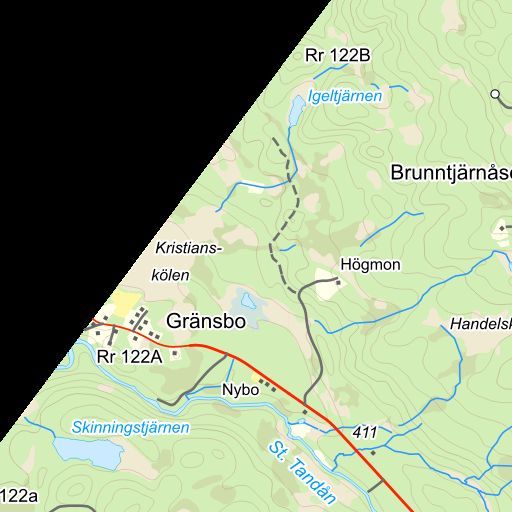 Rr 122B
Igeltjärnen
Brunntjärnåse
Kristians-
kölen
Högmon
Gränsbo
Handelsk
Rr 122A
Nybo
Skinningstjärnen
411
St. Tandån
122a